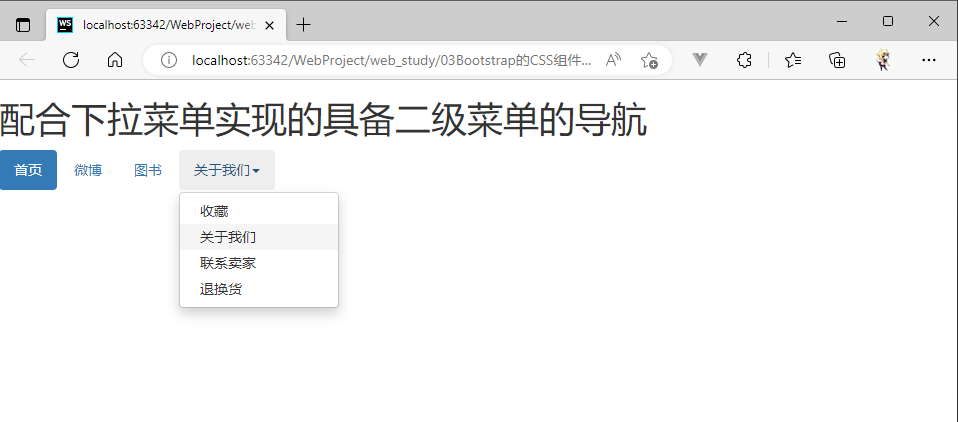 localhost:63342/WebProject/web
localhost:63342/WebProject/web_study/03Bootstrap的CSS组件...
配合下拉菜单实现的具备二级菜单的导航
首页 微博 图书 关于我们
收藏
关于我们
联系卖家
退换货